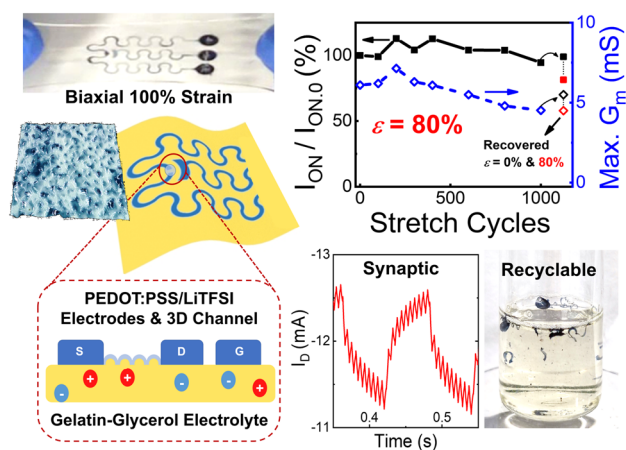 Biaxial 100% Strain
PEDOT:PSS/LiTFSI
Electrodes & 3D Channel
S
D
G
+
+
+
-
-
-
Gelatin-Glycerol Electrolyte
I_ON / I_ON.0 (%)
100
50
0
ε = 80%
Recovered
ε = 0% & 80%
10
5
0
Max. G_m (mS)
0
500
1000
Stretch Cycles
-13
-12
-11
I_D (mA)
Synaptic
0.4
0.5
Time (s)
Recyclable